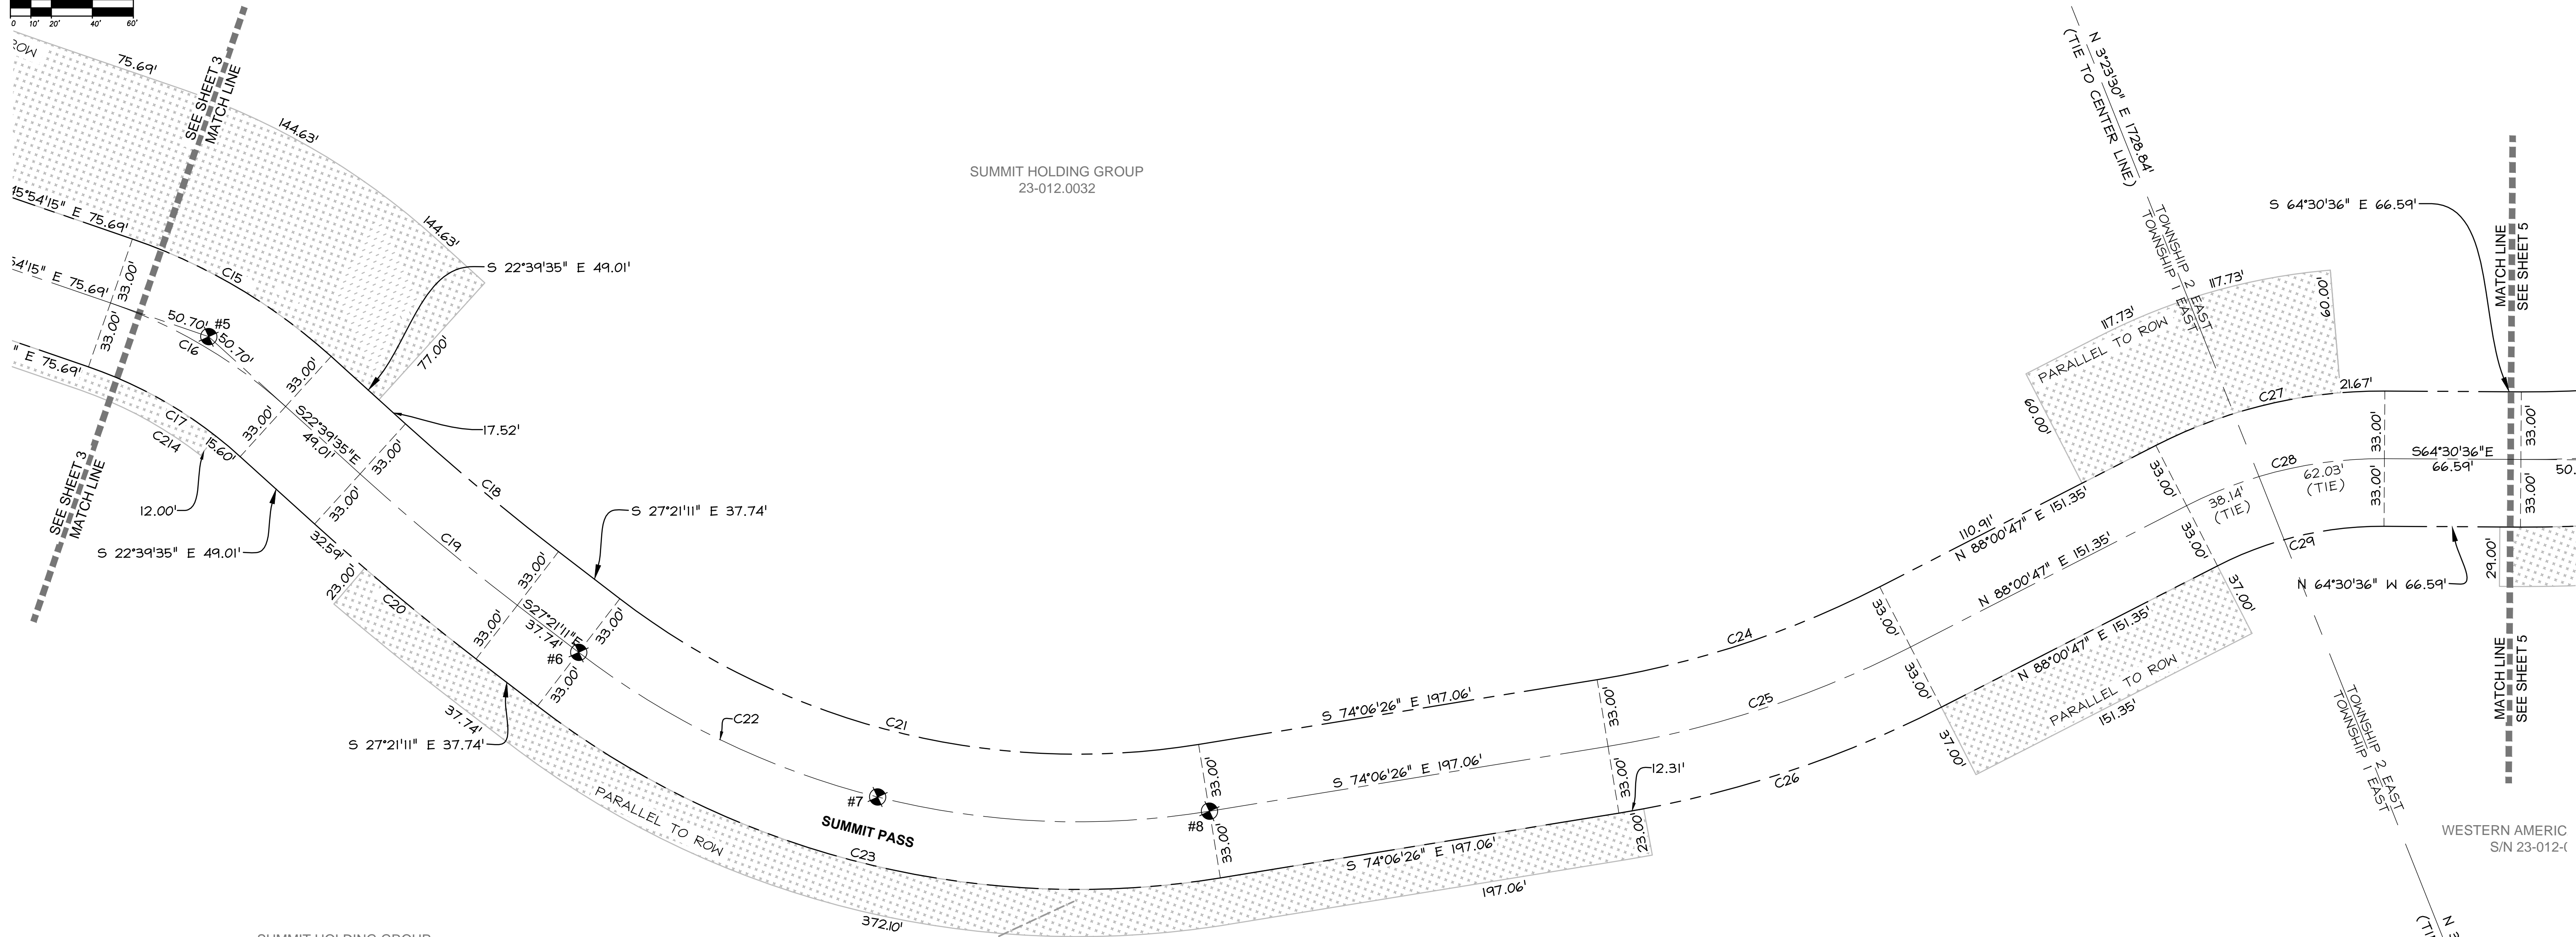 0 10' 20' 40' 60'
ROW
75.69'
SEE SHEET 3
MATCH LINE
144.63'
144.63'
45°54'15" E 75.69'
C15
33.00'
54'15" E 75.69'
33.00'
50.70'
#5
50.70'
C16
" E 75.69'
C17
C214
15.60'
12.00'
SEE SHEET 3
MATCH LINE
S 22°39'35" E 49.01'
77.00'
33.00'
33.00'
S22°39'35"E
49.01'
17.52'
33.00'
33.00'
S 22°39'35" E 49.01'
32.59'
23.00'
C18
C19
C20
S 27°21'11" E 37.74'
33.00'
33.00'
S27°21'11"E
37.74'
33.00'
33.00'
#6
37.74'
S 27°21'11" E 37.74'
PARALLEL TO ROW
C21
C22
#7
SUMMIT PASS
C23
372.10'
SUMMIT HOLDING GROUP
SUMMIT HOLDING GROUP
23-012.0032
33.00'
#8
33.00'
S 74°06'26" E 197.06'
S 74°06'26" E 197.06'
S 74°06'26" E 197.06'
197.06'
33.00'
33.00'
12.31'
23.00'
C24
C25
C26
33.00'
33.00'
37.00'
110.91'
N 88°00'47" E 151.35'
N 88°00'47" E 151.35'
N 88°00'47" E 151.35'
PARALLEL TO ROW
151.35'
37.00'
N 3°23'30" E 1728.84'
(TIE TO CENTER LINE)
TOWNSHIP 2 EAST
TOWNSHIP 1 EAST
117.73'
117.73'
PARALLEL TO ROW
60.00'
60.00'
33.00'
33.00'
C27
21.67'
C28
38.14'
(TIE)
62.03'
(TIE)
C29
33.00'
33.00'
S 64°30'36" E 66.59'
S64°30'36"E
66.59'
N 64°30'36" W 66.59'
MATCH LINE
SEE SHEET 5
33.00'
50.
33.00'
29.00'
MATCH LINE
SEE SHEET 5
TOWNSHIP 2 EAST
TOWNSHIP 1 EAST
WESTERN AMERIC
S/N 23-012-